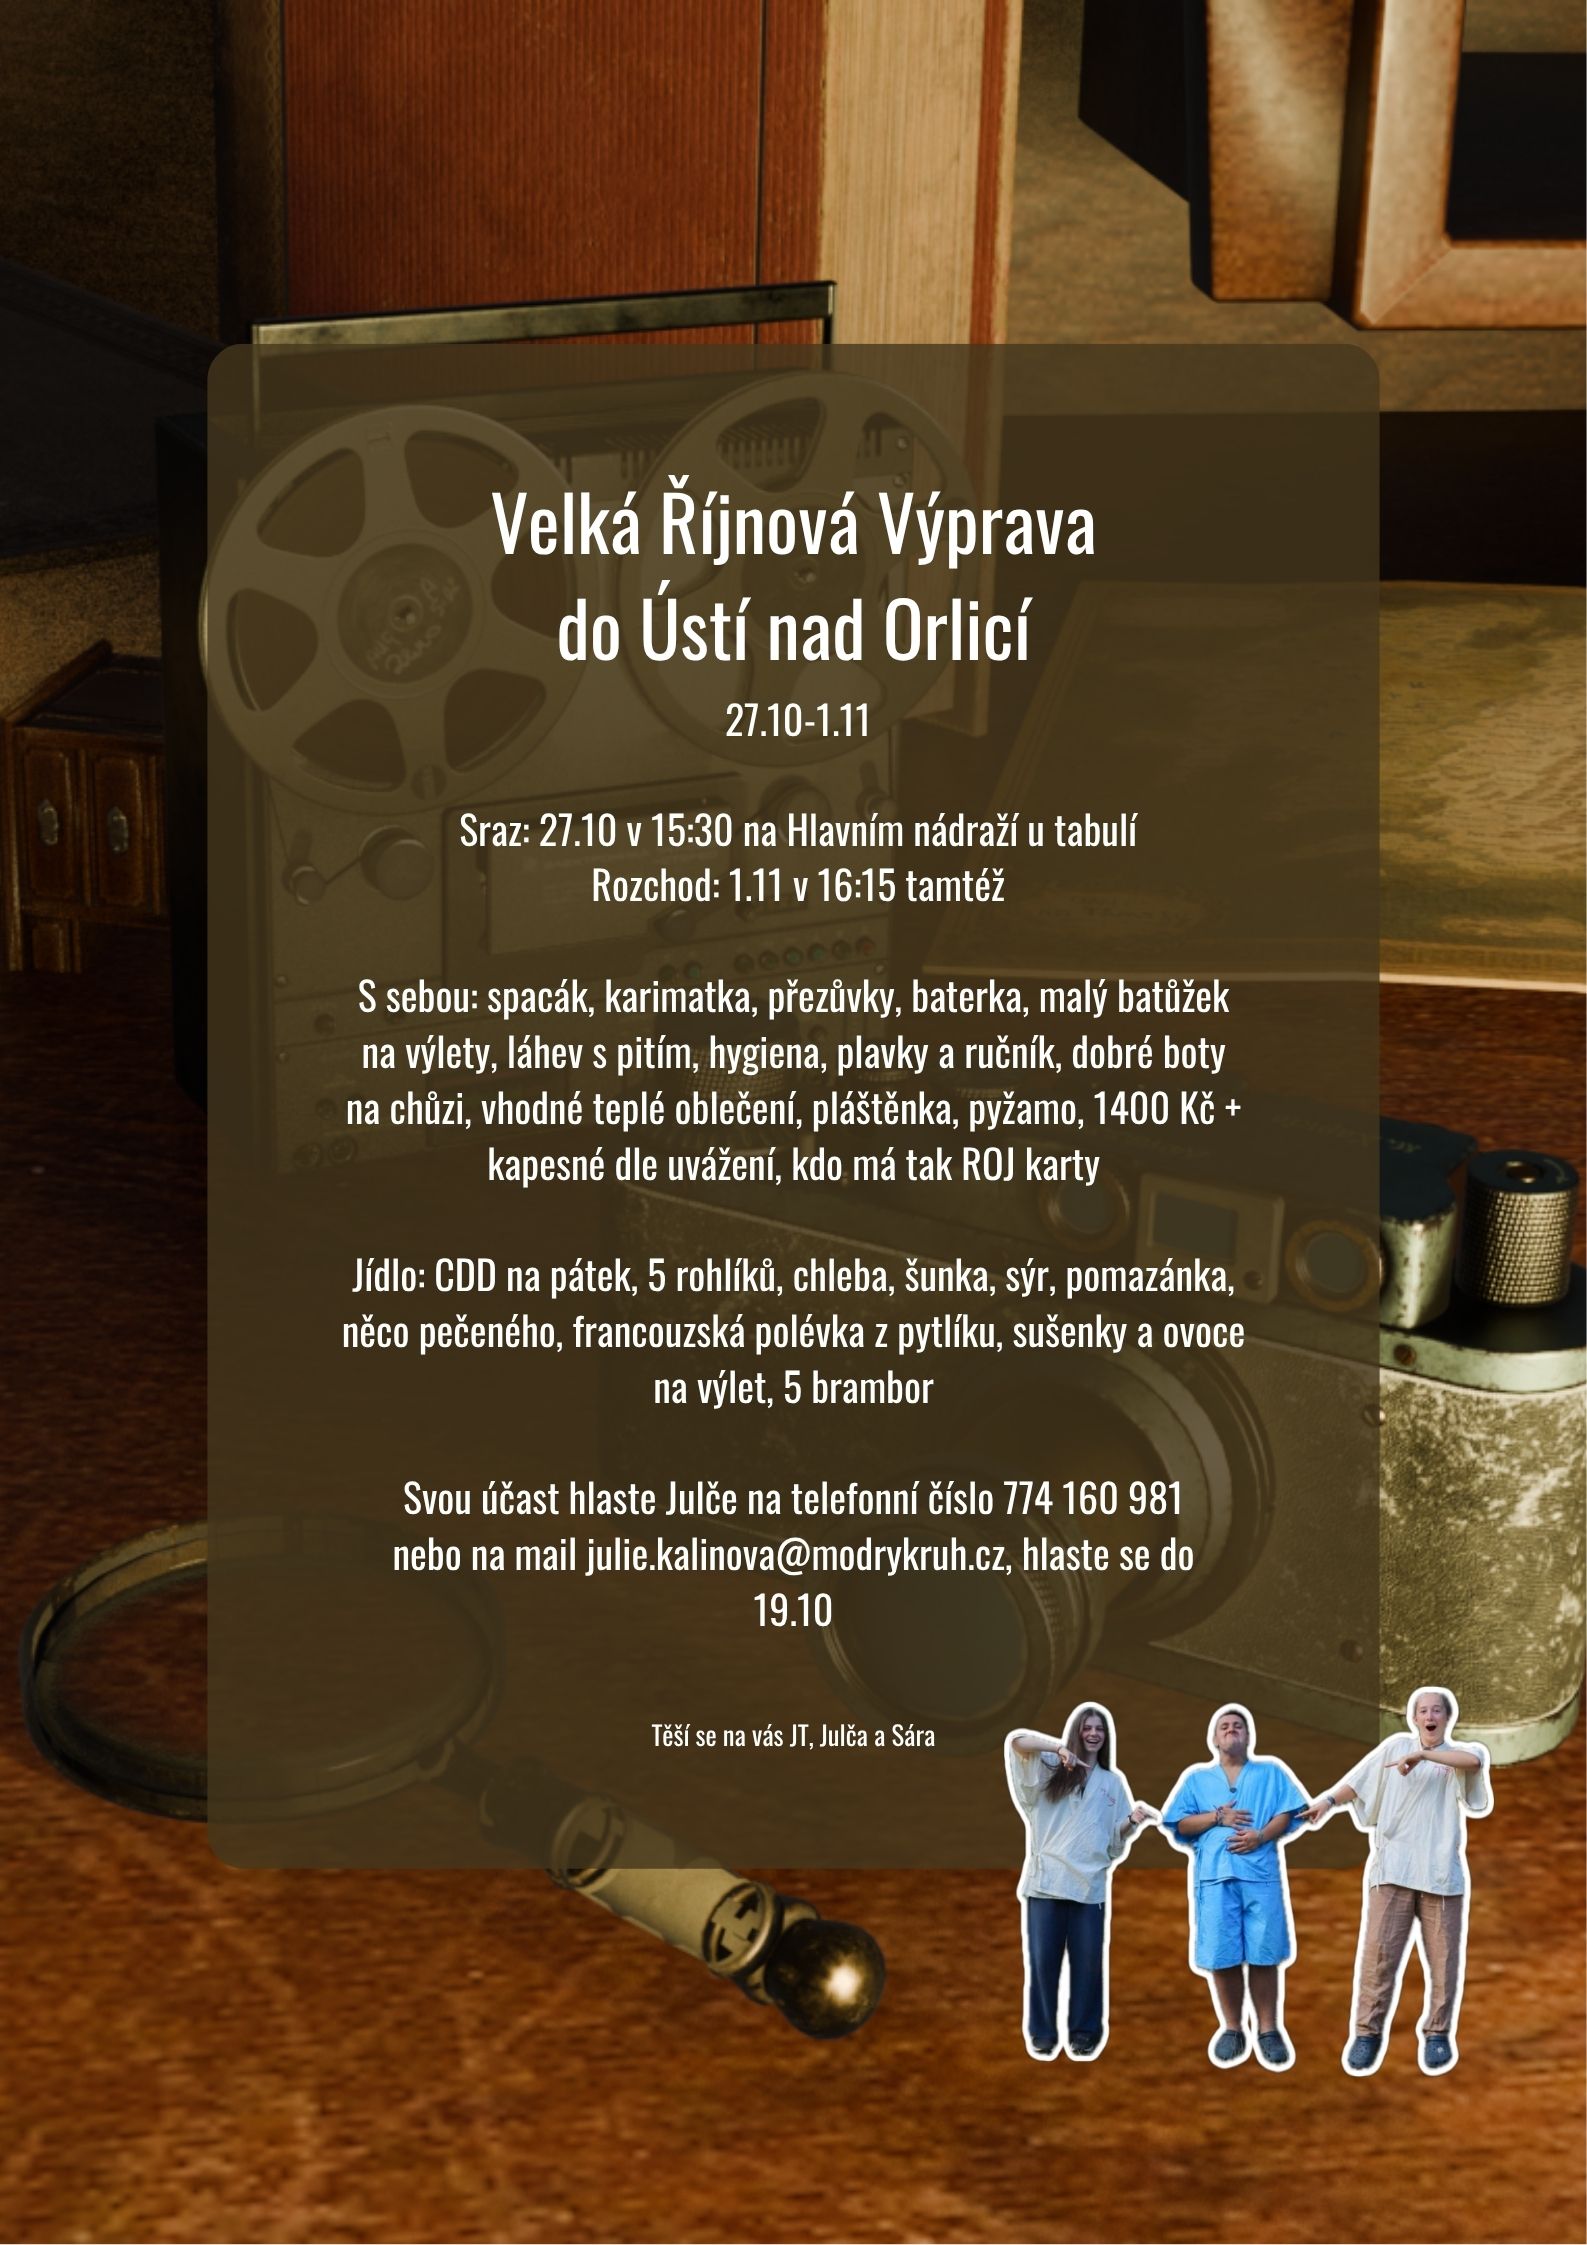 Velká Říjnová Výprava
do Ústí nad Orlicí
27.10-1.11
Sraz: 27.10 v 15:30 na Hlavním nádraží u tabulí
Rozchod: 1.11 v 16:15 tamtéž
S sebou: spacák, karimatka, přezůvky, baterka, malý batůžek
na výlety, láhev s pitím, hygiena, plavky a ručník, dobré boty
na chůzi, vhodné teplé oblečení, pláštěnka, pyžamo, 1400 Kč +
kapesné dle uvážení, kdo má tak ROJ karty
Jídlo: CDD na pátek, 5 rohlíků, chleba, šunka, sýr, pomazánka,
něco pečeného, francouzská polévka z pytlíku, sušenky a ovoce
na výlet, 5 brambor
Svou účast hlaste Julče na telefonní číslo 774 160 981
nebo na mail julie.kalinova@modrykruh.cz, hlaste se do
19.10
Těší se na vás JT, Julča a Sára